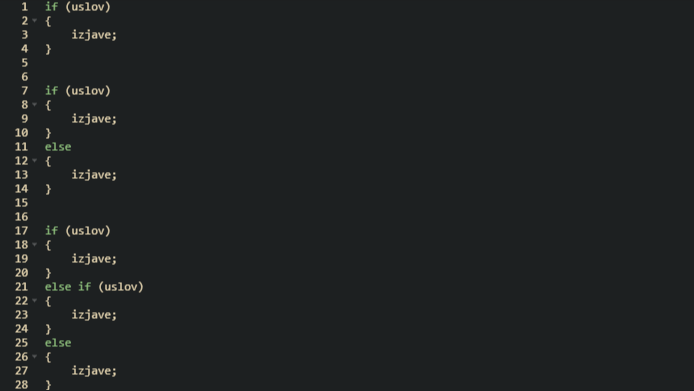 1 if (uslov)
2 {
3 izjave;
4 }
5
6
7 if (uslov)
8 {
9 izjave;
10 }
11 else
12 {
13 izjave;
14 }
15
16
17 if (uslov)
18 {
19 izjave;
20 }
21 else if (uslov)
22 {
23 izjave;
24 }
25 else
26 {
27 izjave;
28 }